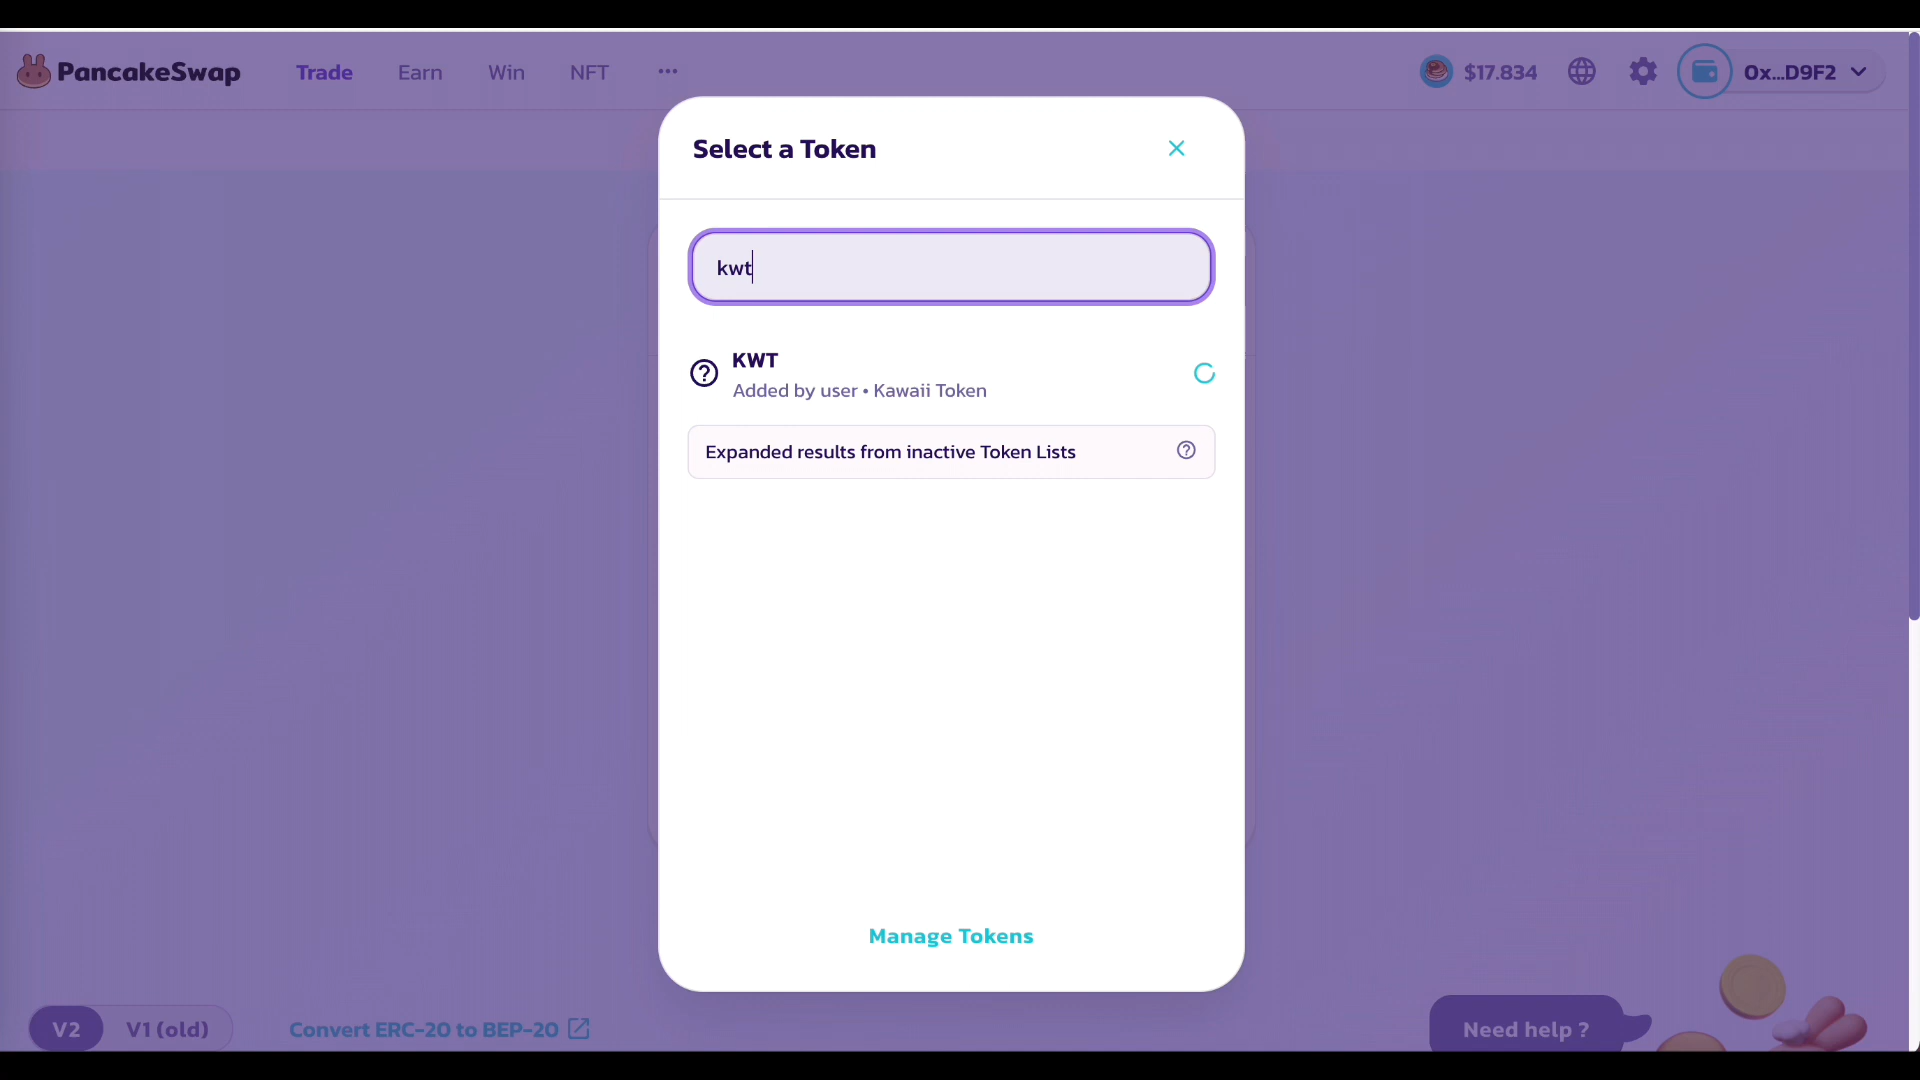 PancakeSwap
Trade
Earn
Win
NFT
$17.834
0x...D9F2
Select a Token
kwt
KWT
Added by user • Kawaii Token
Expanded results from inactive Token Lists
Manage Tokens
V2
V1 (old)
Convert ERC-20 to BEP-20
Need help ?